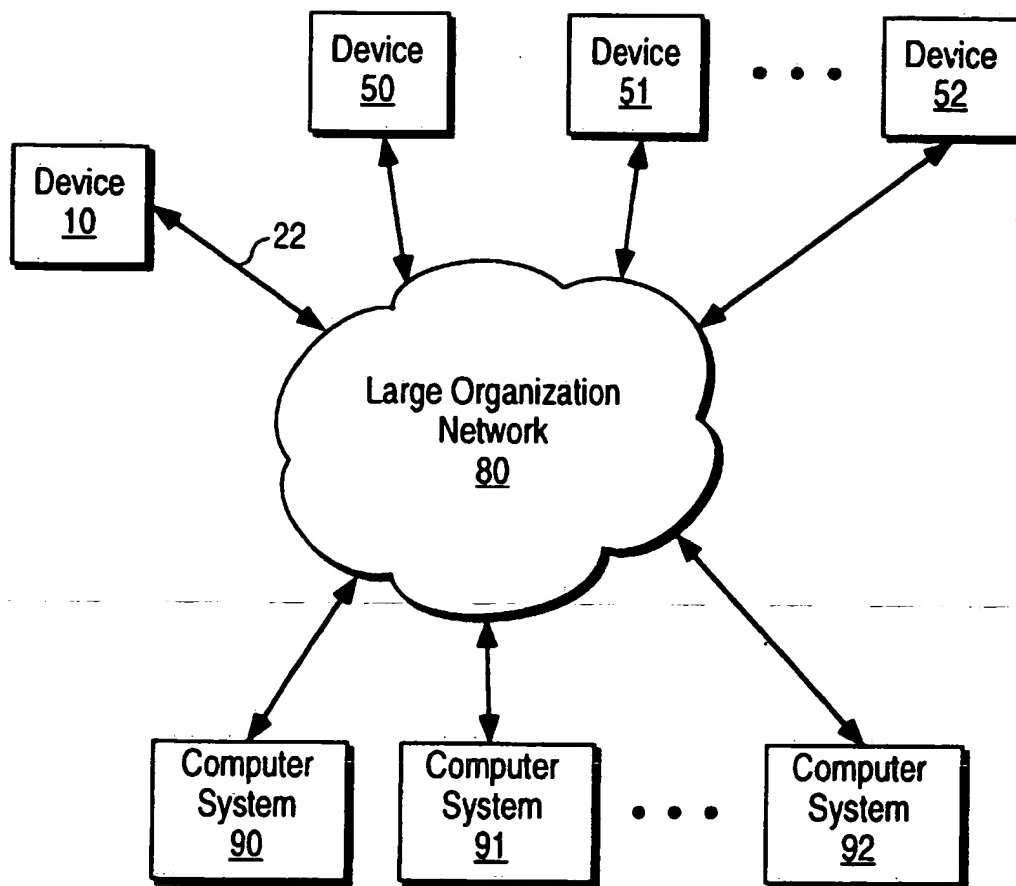 Device
50
Device
51
Device
52
Device
10
22
Large Organization
Network
80
Computer
System
90
Computer
System
91
Computer
System
92